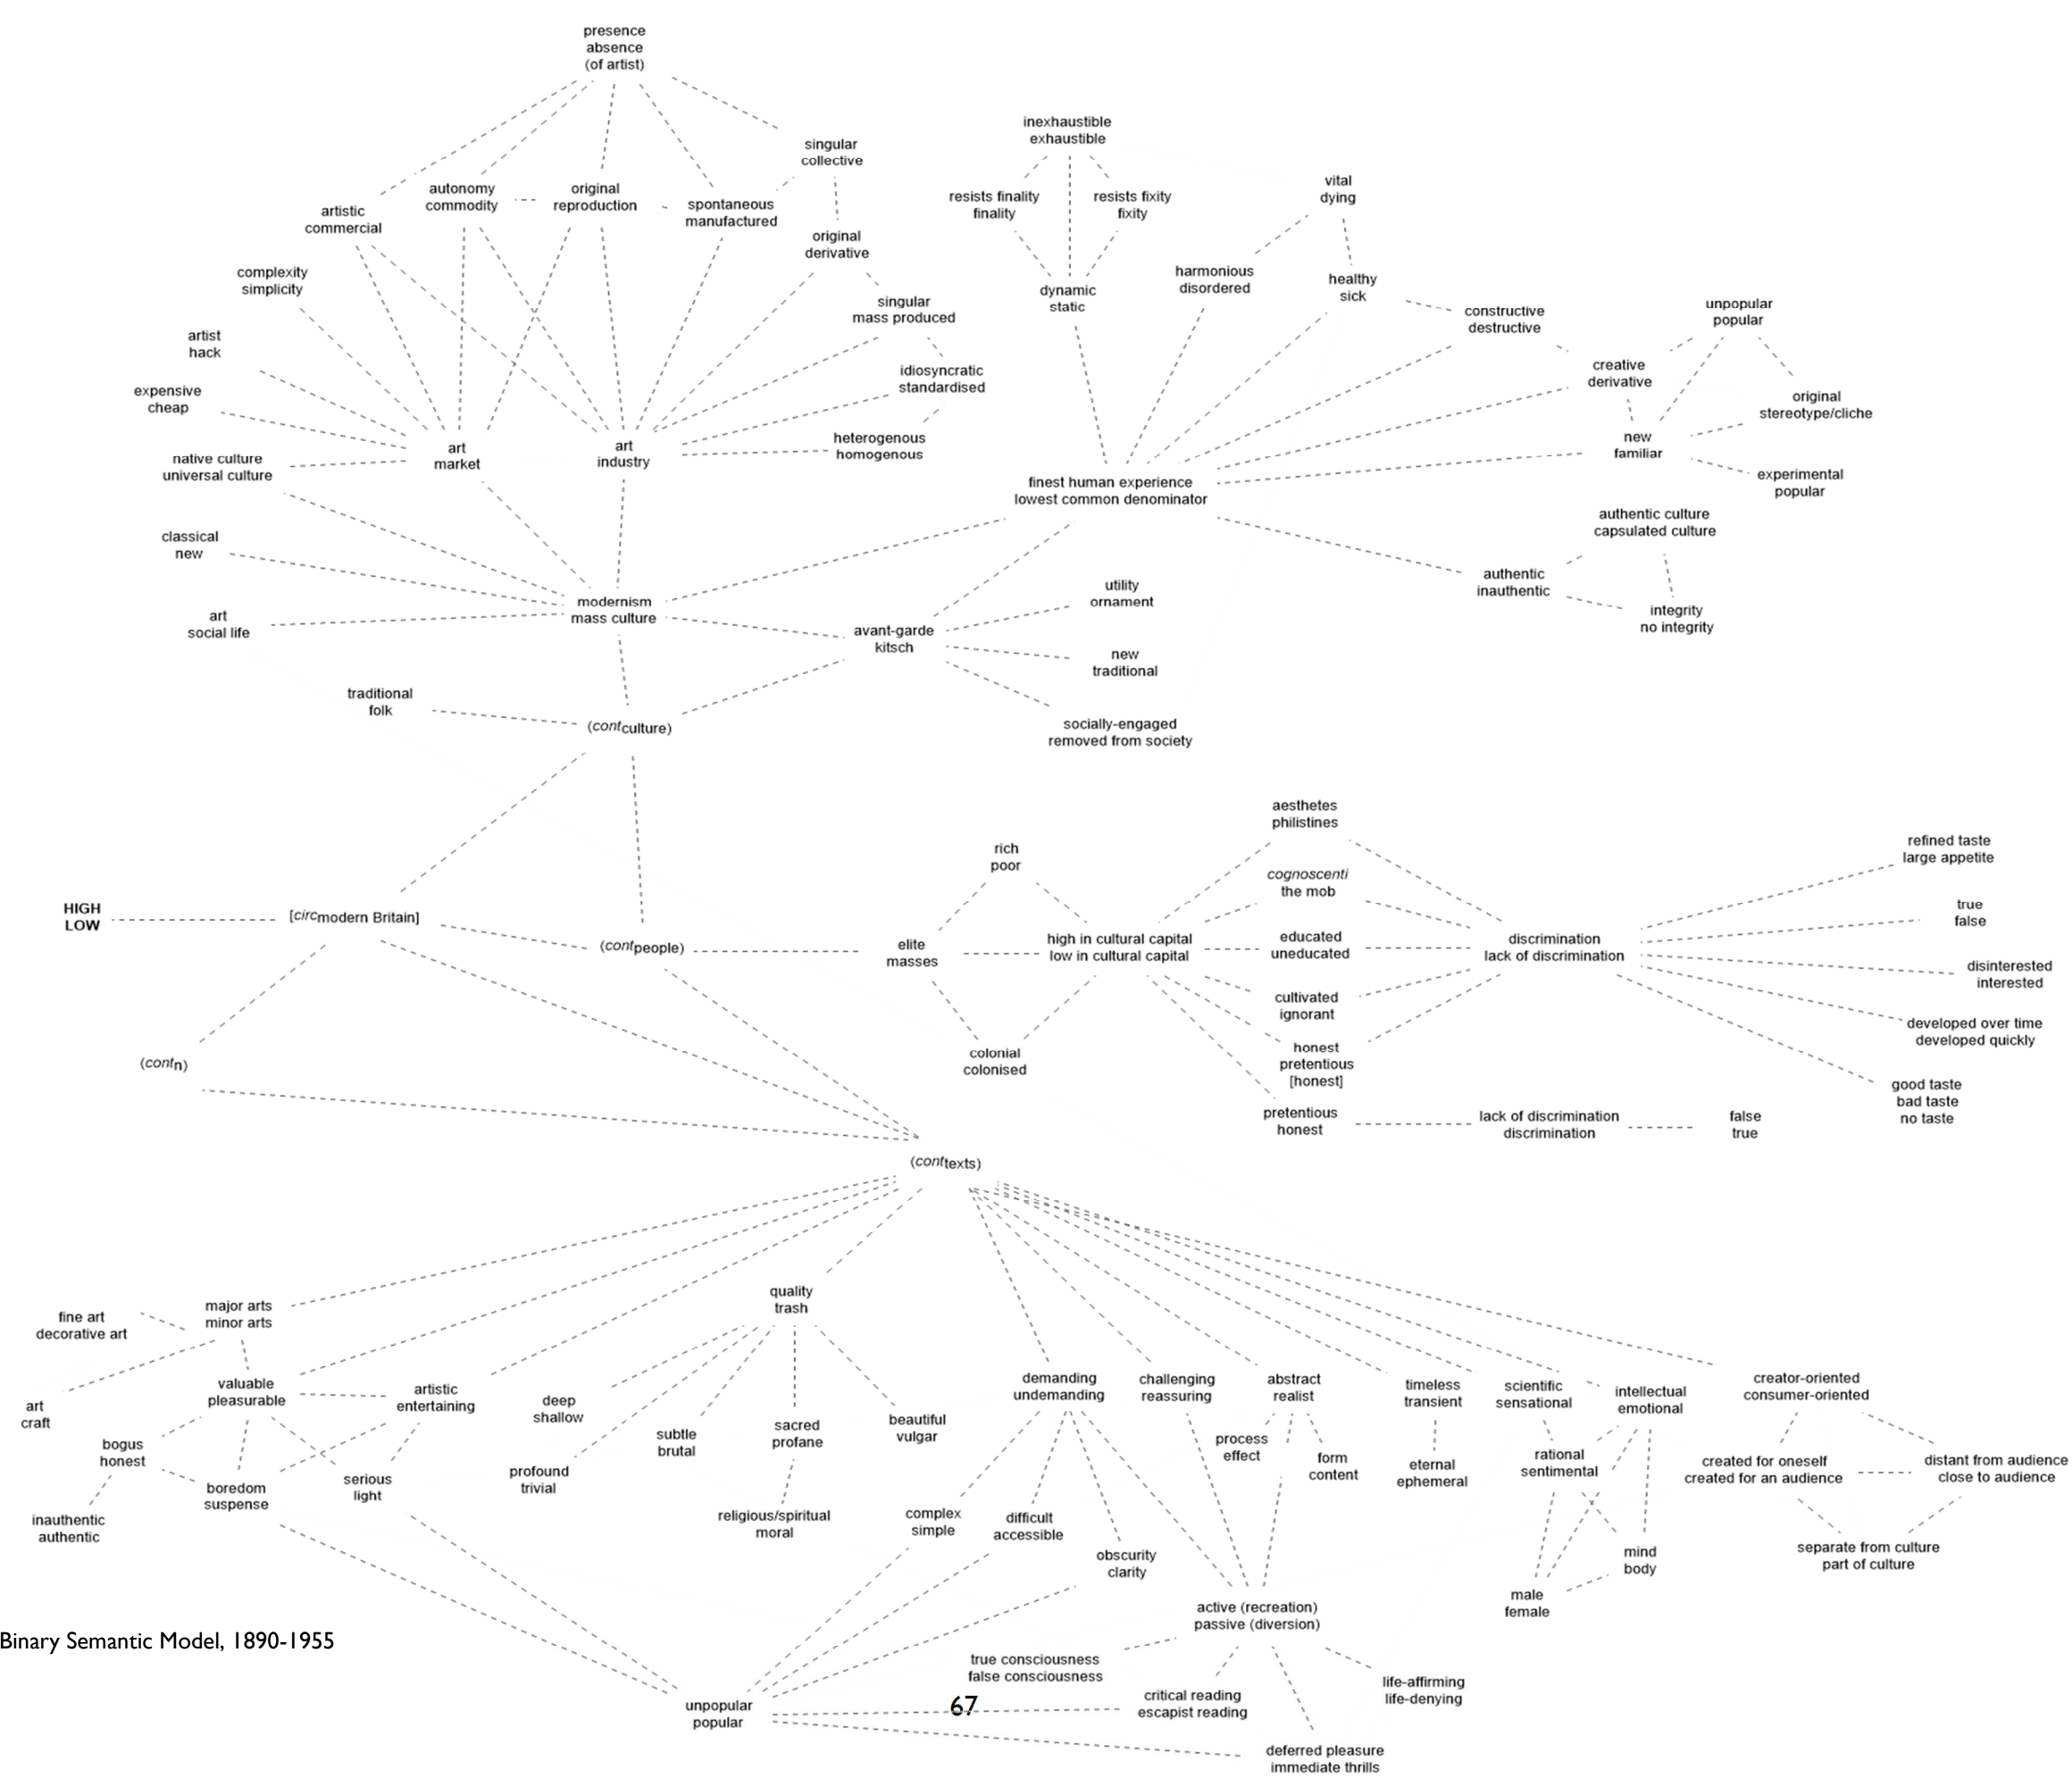 presence
absence
(of artist)
singular
collective
autonomy
commodity
original
reproduction
spontaneous
manufactured
artistic
commercial
original
derivative
complexity
simplicity
singular
mass produced
artist
hack
idiosyncratic
standardised
expensive
cheap
heterogenous
homogenous
art
market
art
industry
native culture
universal culture
classical
new
art
social life
modernism
mass culture
traditional
folk
(contculture)
inexhaustible
exhaustible
resists finality
finality
resists fixity
fixity
dynamic
static
vital
dying
harmonious
disordered
healthy
sick
constructive
destructive
unpopular
popular
creative
derivative
original
stereotype/cliche
new
familiar
experimental
popular
finest human experience
lowest common denominator
authentic culture
capsulated culture
authentic
inauthentic
integrity
no integrity
utility
ornament
avant-garde
kitsch
new
traditional
socially-engaged
removed from society
HIGH
LOW
[circmodern Britain]
(contpeople)
(contn)
rich
poor
elite
masses
colonial
colonised
high in cultural capital
low in cultural capital
aesthetes
philistines
cognoscenti
the mob
educated
uneducated
cultivated
ignorant
honest
pretentious
[honest]
pretentious
honest
discrimination
lack of discrimination
lack of discrimination
discrimination
false
true
refined taste
large appetite
true
false
disinterested
interested
developed over time
developed quickly
good taste
bad taste
no taste
(conttexts)
fine art
decorative art
major arts
minor arts
art
craft
valuable
pleasurable
artistic
entertaining
bogus
honest
boredom
suspense
serious
light
inauthentic
authentic
quality
trash
deep
shallow
profound
trivial
subtle
brutal
sacred
profane
beautiful
vulgar
religious/spiritual
moral
demanding
undemanding
challenging
reassuring
abstract
realist
process
effect
form
content
complex
simple
difficult
accessible
obscurity
clarity
timeless
transient
eternal
ephemeral
scientific
sensational
intellectual
emotional
rational
sentimental
mind
body
male
female
creator-oriented
consumer-oriented
created for oneself
created for an audience
distant from audience
close to audience
separate from culture
part of culture
active (recreation)
passive (diversion)
true consciousness
false consciousness
critical reading
escapist reading
life-affirming
life-denying
deferred pleasure
immediate thrills
unpopular
popular
Binary Semantic Model, 1890-1955
67